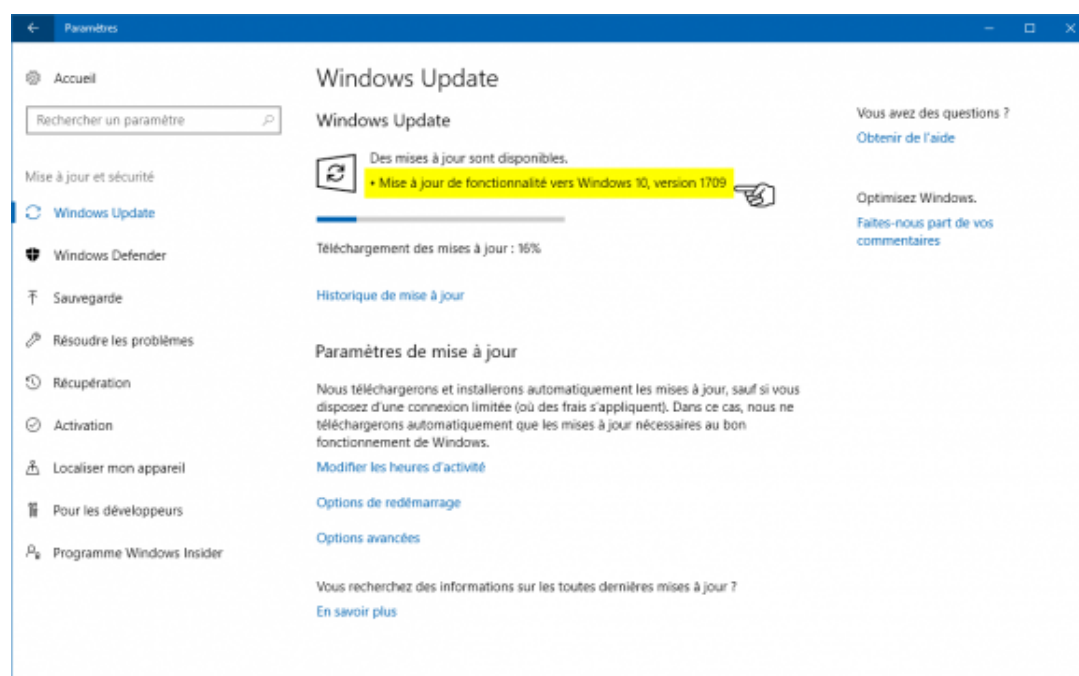 Paramètres
Accueil
Rechercher un paramètre
Mise à jour et sécurité
Windows Update
Windows Defender
Sauvegarde
Résoudre les problèmes
Récupération
Activation
Localiser mon appareil
Pour les développeurs
Programme Windows Insider
Windows Update
Windows Update
Des mises à jour sont disponibles.
• Mise à jour de fonctionnalité vers Windows 10, version 1709
Téléchargement des mises à jour : 16%
Historique de mise à jour
Paramètres de mise à jour
Nous téléchargerons et installerons automatiquement les mises à jour, sauf si vous
disposez d'une connexion limitée (où des frais s'appliquent). Dans ce cas, nous ne
téléchargerons automatiquement que les mises à jour nécessaires au bon
fonctionnement de Windows.
Modifier les heures d'activité
Options de redémarrage
Options avancées
Vous recherchez des informations sur les toutes dernières mises à jour ?
En savoir plus
Vous avez des questions ?
Obtenir de l'aide
Optimisez Windows.
Faites-nous part de vos
commentaires